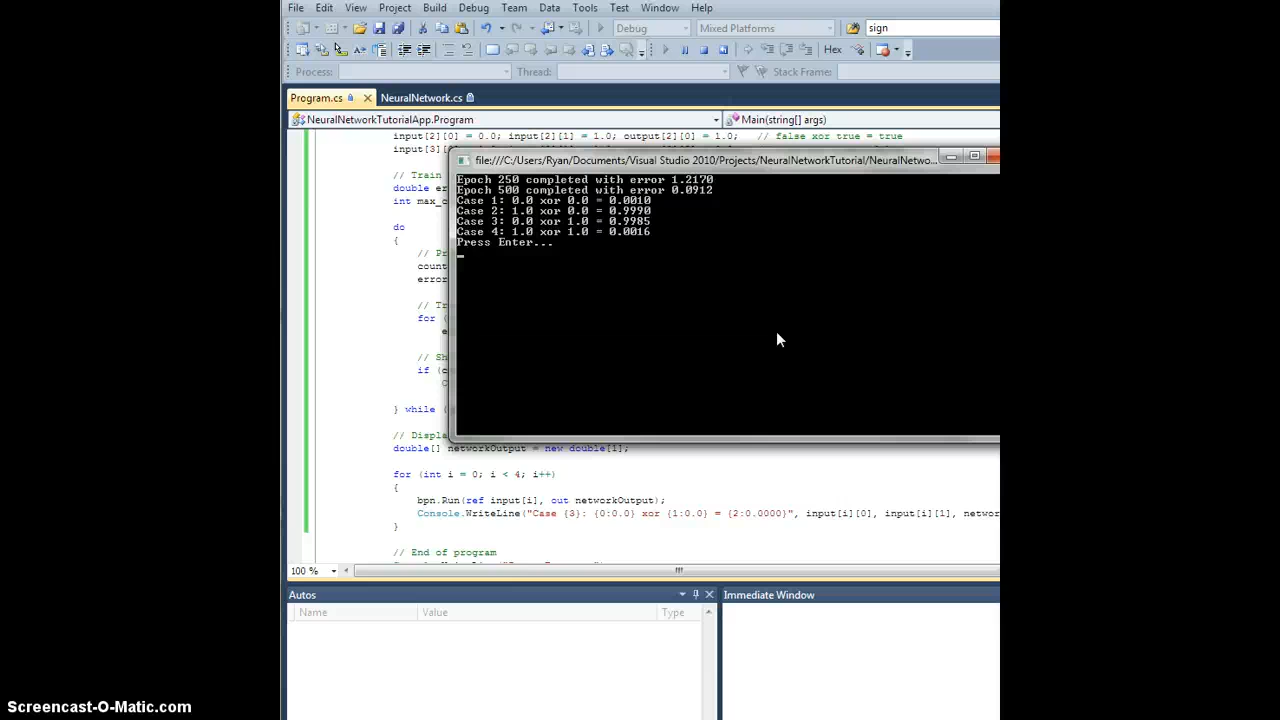 File Edit View Project Build Debug Team Data Tools Test Window Help
Debug Mixed Platforms sign
Hex
Process: Thread: Stack Frame:
Program.cs NeuralNetwork.cs
NeuralNetworkTutorialApp.Program Main(string[] args)
input[2][0] = 0.0; input[2][1] = 1.0; output[2][0] = 1.0; // false xor true = true
input[3]
// Train
double er
int max_c
do
{
// P
count
error
// T
for (
e
// Sh
if (c
} while (
file:///C:/Users/Ryan/Documents/Visual Studio 2010/Projects/NeuralNetworkTutorial/NeuralNetwo...
Epoch 250 completed with error 1.2170
Epoch 500 completed with error 0.0912
Case 1: 0.0 xor 0.0 = 0.0010
Case 2: 1.0 xor 0.0 = 0.9990
Case 3: 0.0 xor 1.0 = 0.9985
Case 4: 1.0 xor 1.0 = 0.0016
Press Enter...
// Displa
double[] networkOutput = new double[1];
for (int i = 0; i < 4; i++)
{
bpn.Run(ref input[i], out networkOutput);
Console.WriteLine("Case {3}: {0:0.0} xor {1:0.0} = {2:0.0000}", input[i][0], input[i][1], networ
}
// End of program
100 %
Autos Immediate Window
Name Value Type
Screencast-O-Matic.com